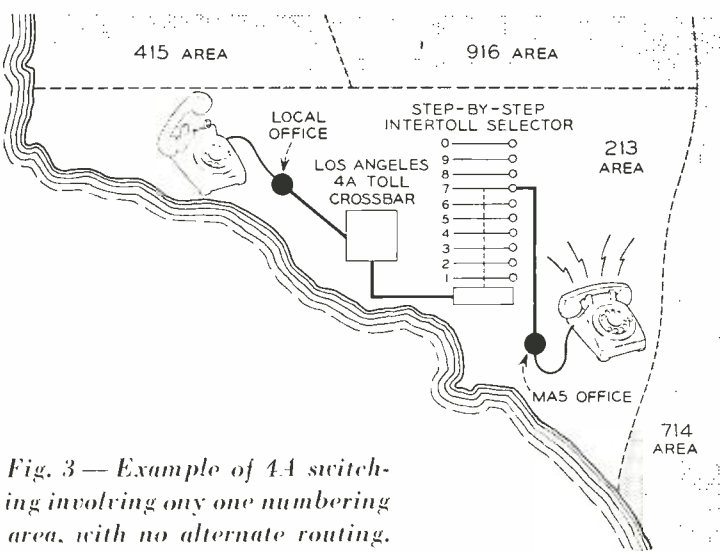 415 AREA
916 AREA
LOCAL
OFFICE
STEP-BY-STEP
INTERTOLL SELECTOR
LOS ANGELES
4A TOLL
CROSSBAR
213
AREA
0
9
8
7
6
5
4
3
2
1
MA5 OFFICE
714
AREA
Fig. 3 — Example of 4A switch-
ing involving ony one numbering
area, with no alternate routing.